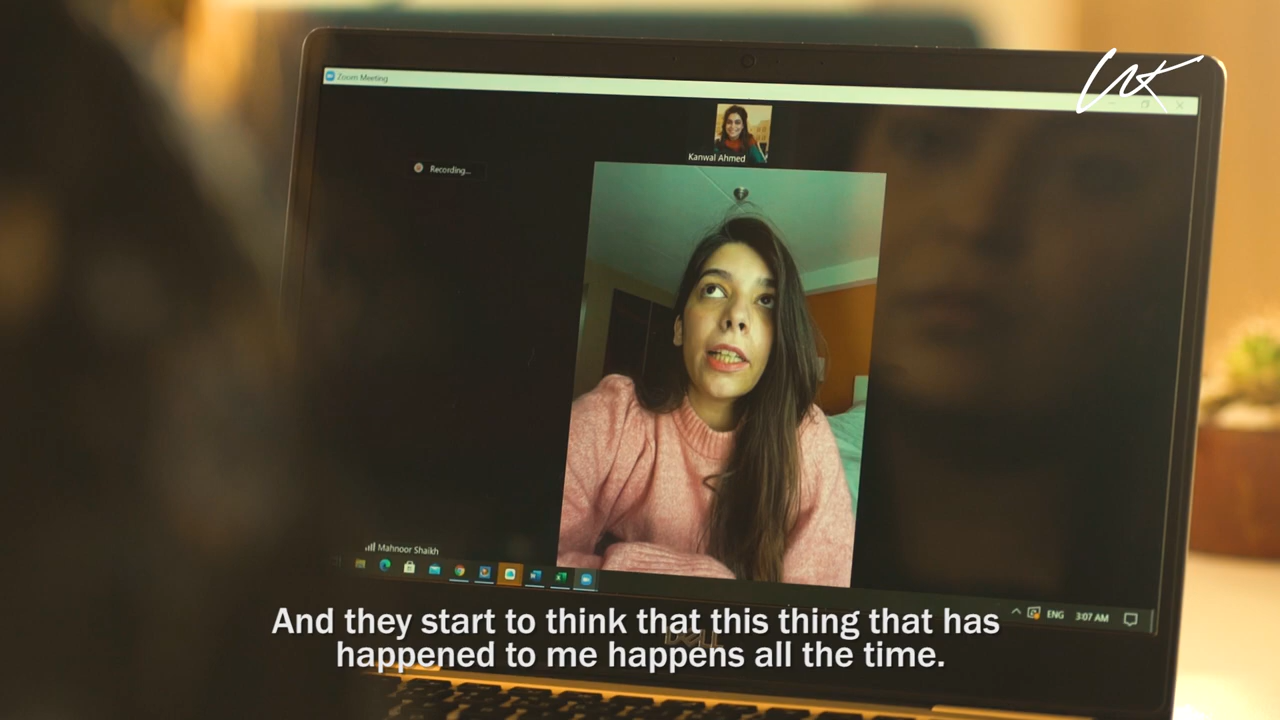 Zoom Meeting
Kanwal Ahmed
Recording...
Mahnoor Shaikh
ENG
3:07 AM
DELL
And they start to think that this thing that has
happened to me happens all the time.